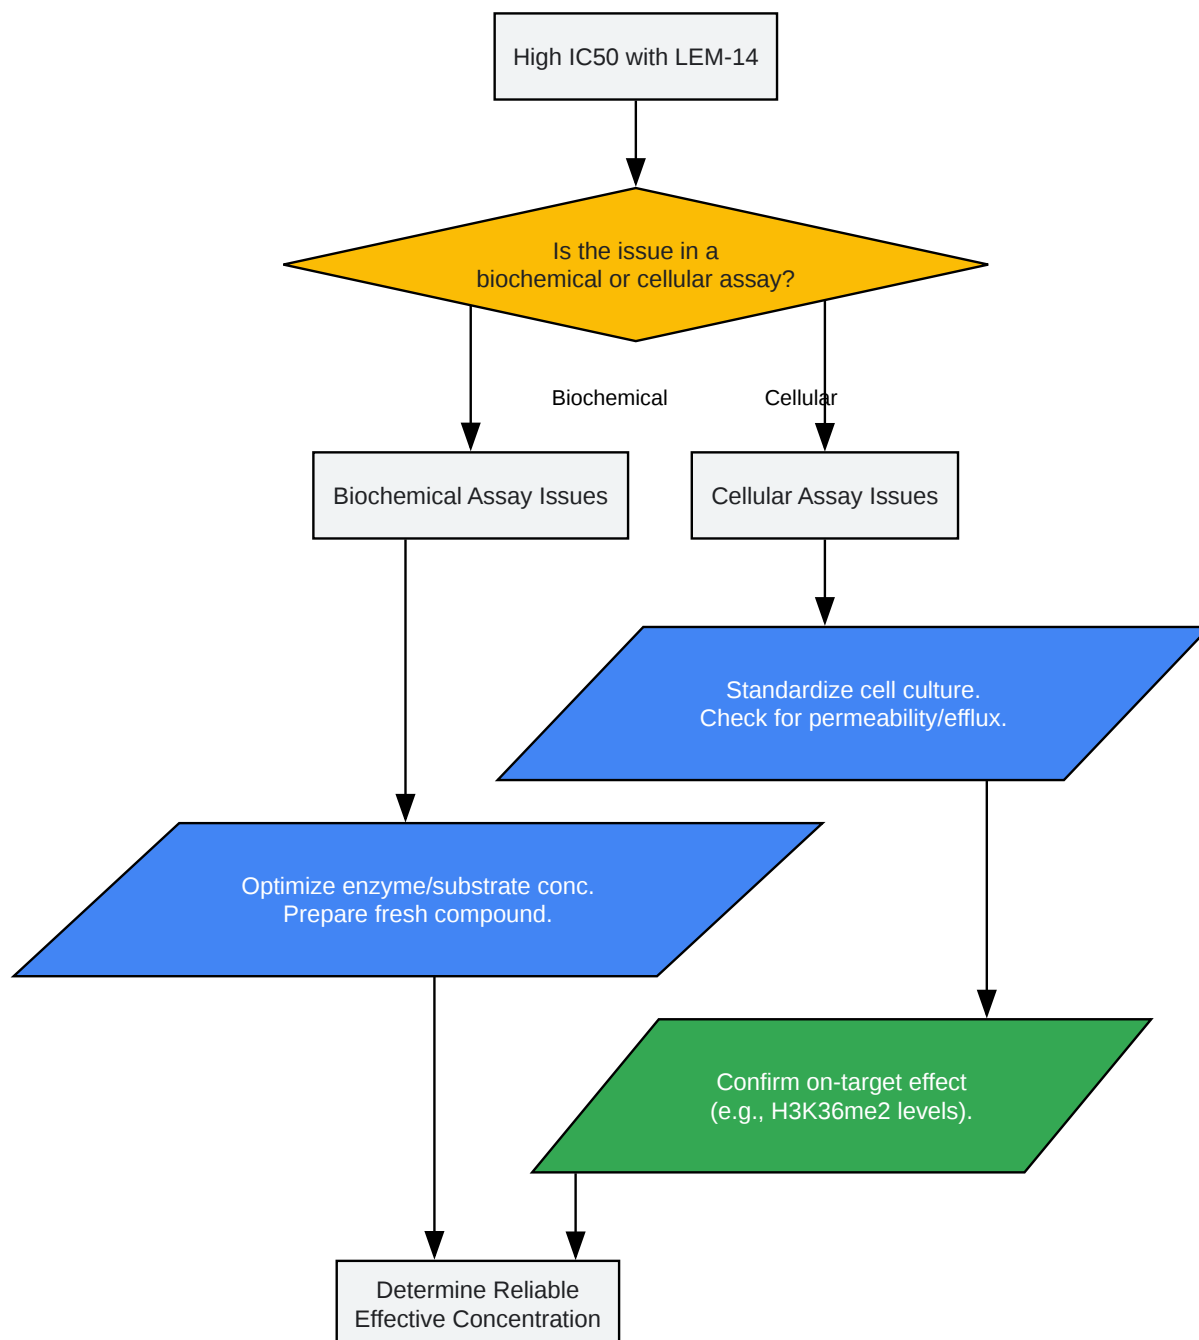 High IC50 with LEM-14
Is the issue in a
biochemical or cellular assay?
Biochemical
Cellular
Biochemical Assay Issues
Cellular Assay Issues
Standardize cell culture.
Check for permeability/efflux.
Optimize enzyme/substrate conc.
Prepare fresh compound.
Confirm on-target effect
(e.g., H3K36me2 levels).
Determine Reliable
Effective Concentration